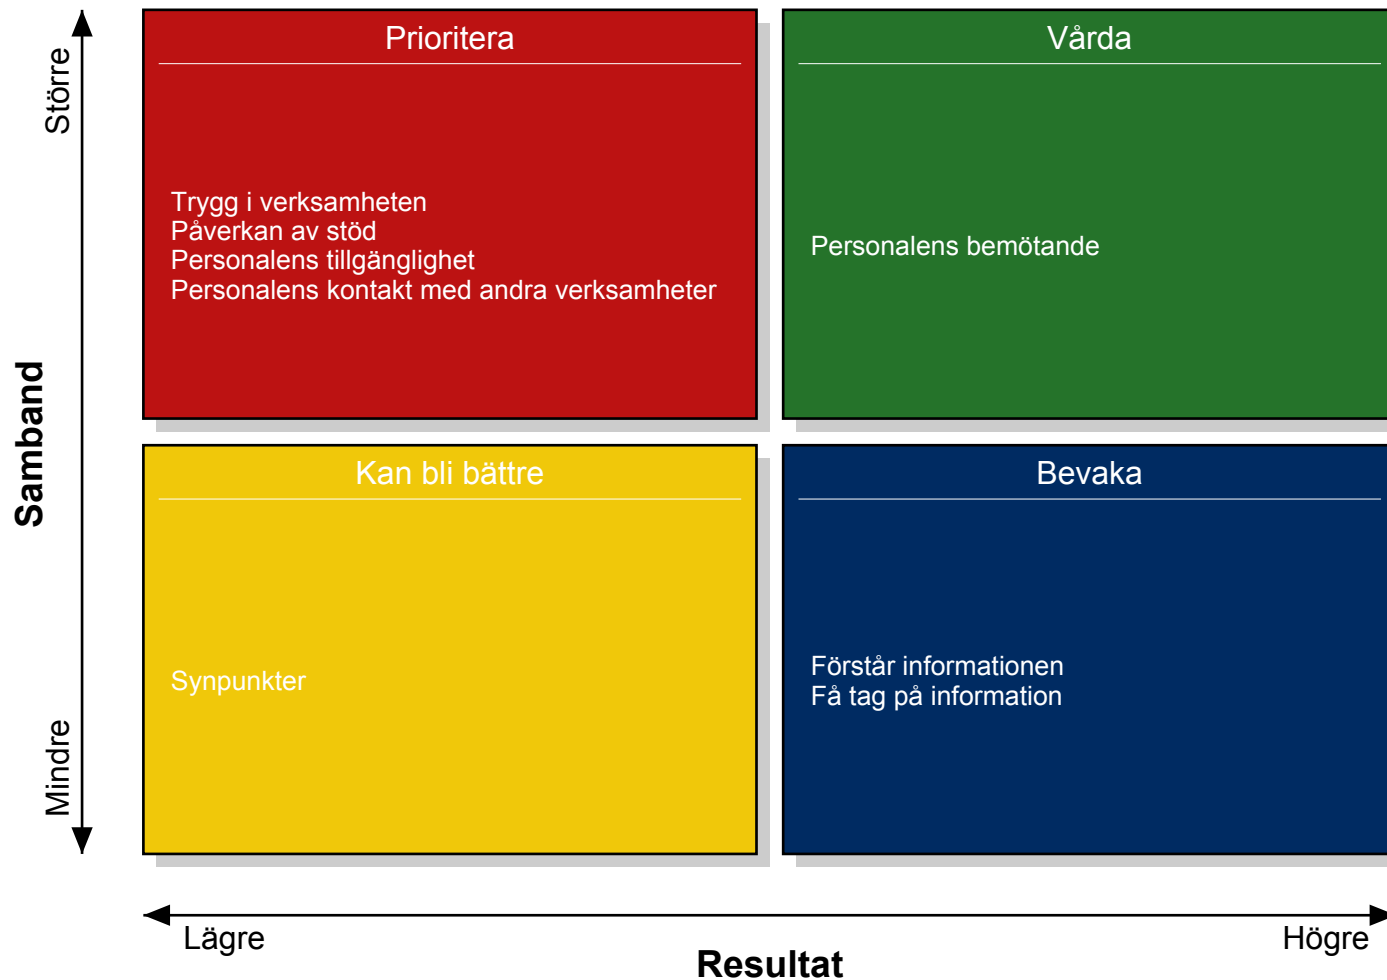 Större
Samband
Mindre
Prioritera
Trygg i verksamheten
Påverkan av stöd
Personalens tillgänglighet
Personalens kontakt med andra verksamheter
Vårda
Personalens bemötande
Kan bli bättre
Synpunkter
Bevaka
Förstår informationen
Få tag på information
Lägre
Resultat
Högre